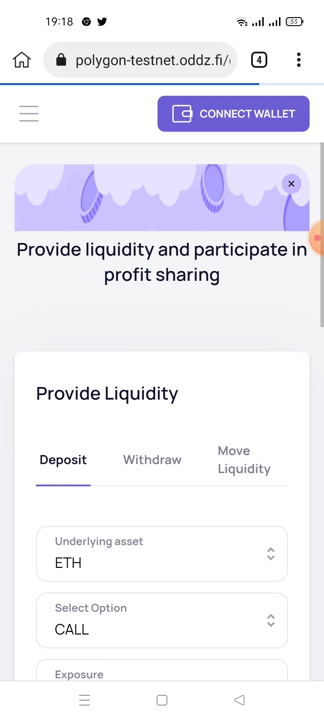 19:18
53
polygon-testnet.oddz.fi/
4
CONNECT WALLET
Provide liquidity and participate in
profit sharing
Provide Liquidity
Deposit
Withdraw
Move
Liquidity
Underlying asset
ETH
Select Option
CALL
Exposure